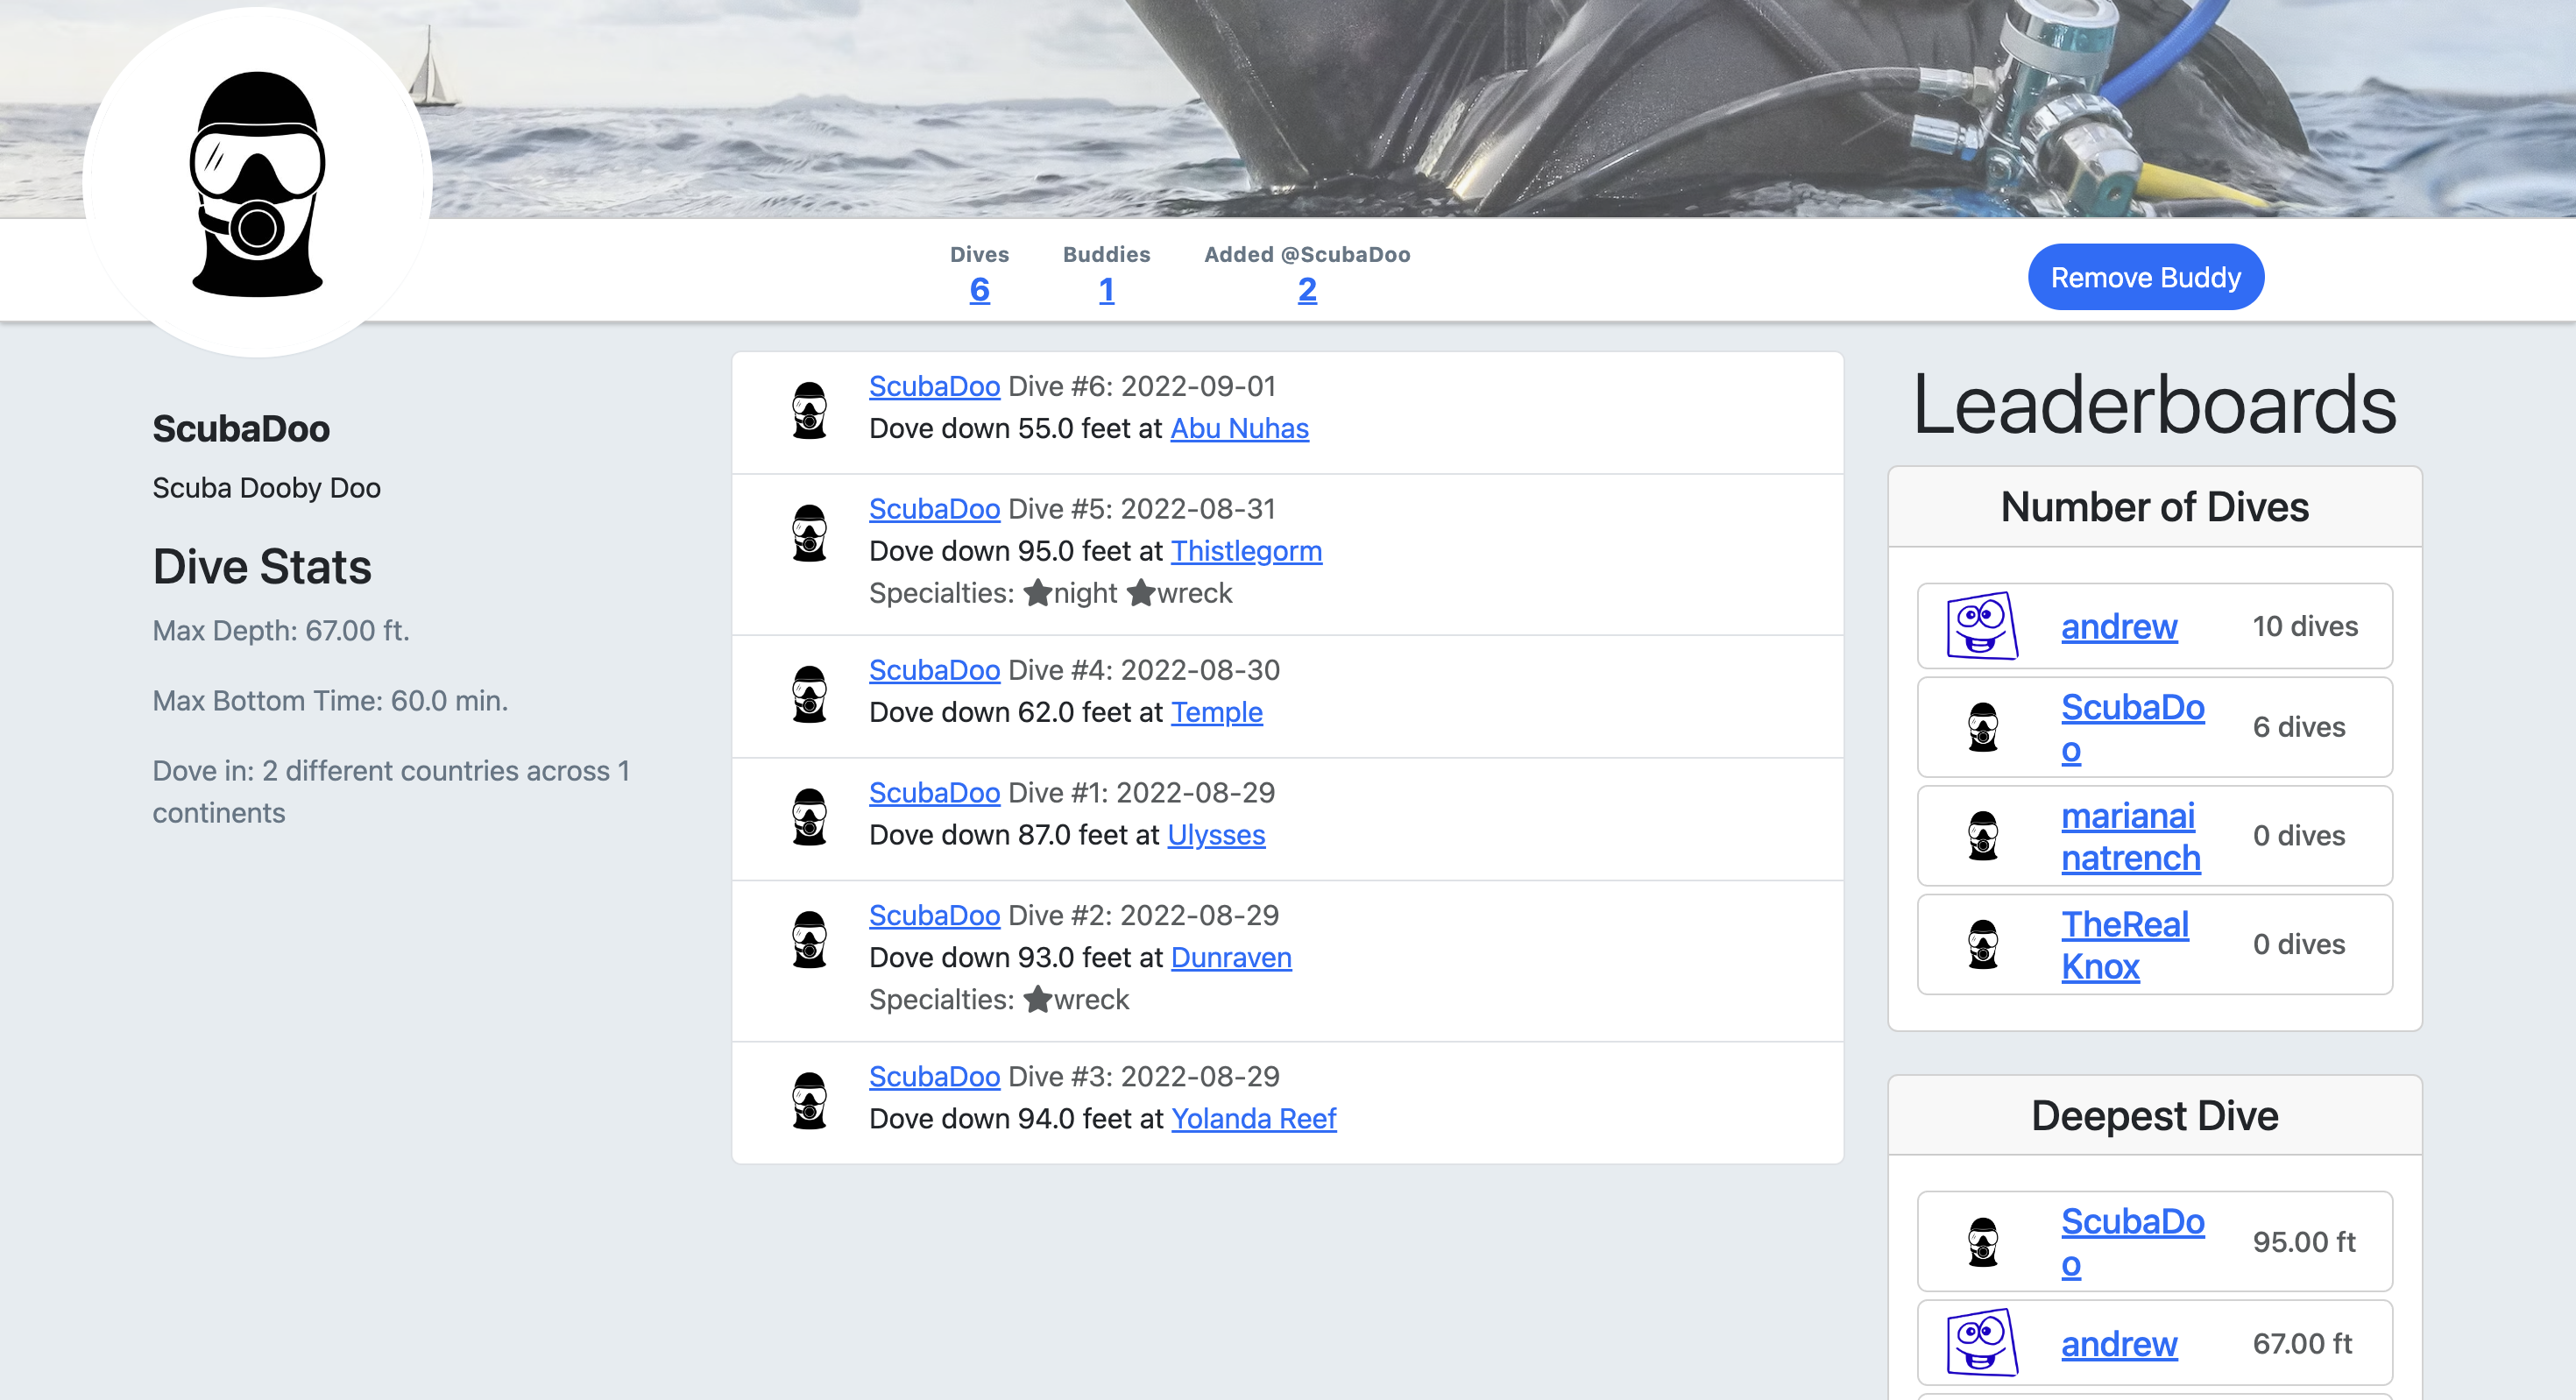 Dives
6
Buddies
1
Added @ScubaDoo
2
Remove Buddy
ScubaDoo
Scuba Dooby Doo
Dive Stats
Max Depth: 67.00 ft.
Max Bottom Time: 60.0 min.
Dove in: 2 different countries across 1
continents
ScubaDoo Dive #6: 2022-09-01
Dove down 55.0 feet at Abu Nuhas
ScubaDoo Dive #5: 2022-08-31
Dove down 95.0 feet at Thistlegorm
Specialties: ★night ★wreck
ScubaDoo Dive #4: 2022-08-30
Dove down 62.0 feet at Temple
ScubaDoo Dive #1: 2022-08-29
Dove down 87.0 feet at Ulysses
ScubaDoo Dive #2: 2022-08-29
Dove down 93.0 feet at Dunraven
Specialties: ★wreck
ScubaDoo Dive #3: 2022-08-29
Dove down 94.0 feet at Yolanda Reef
Leaderboards
Number of Dives
andrew 10 dives
ScubaDo
o
6 dives
marianai
natrench
0 dives
TheReal
Knox
0 dives
Deepest Dive
ScubaDo
o
95.00 ft
andrew 67.00 ft